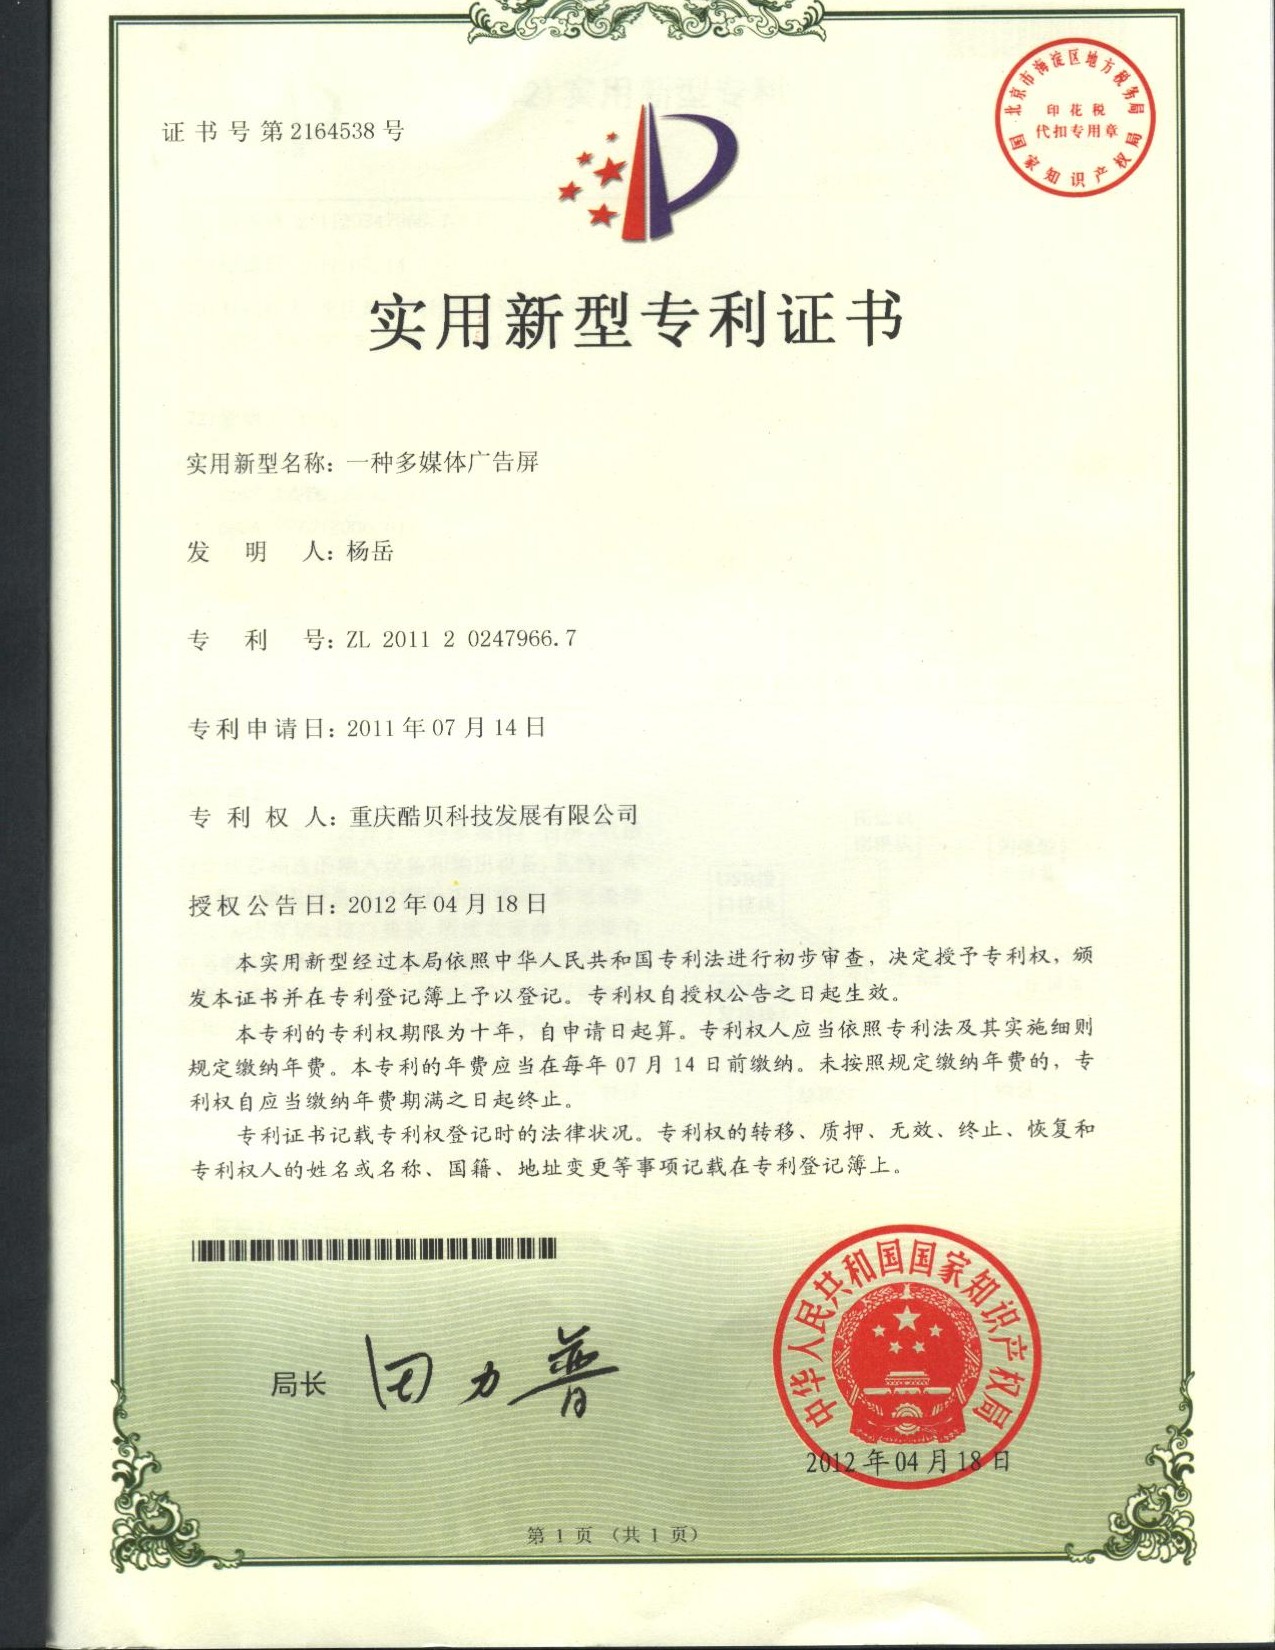 证书号第2164538号
北京市海淀区地方税务局
印花税
代扣专用章
国家知识产权局
实用新型专利证书
实用新型名称：一种多媒体广告屏
发明人：杨岳
专利号：ZL 2011 2 0247966.7
专利申请日：2011年07月14日
专利权人：重庆酷贝科技发展有限公司
授权公告日：2012年04月18日
本实用新型经过本局依照中华人民共和国专利法进行初步审查，决定授予专利权，颁
发本证书并在专利登记簿上予以登记。专利权自授权公告之日起生效。
本专利的专利权期限为十年，自申请日起算。专利权人应当依照专利法及其实施细则
规定缴纳年费。本专利的年费应当在每年07月14日前缴纳。未按照规定缴纳年费的，专
利权自应当缴纳年费期满之日起终止。
专利证书记载专利权登记时的法律状况。专利权的转移、质押、无效、终止、恢复和
专利权人的姓名或名称、国籍、地址变更等事项记载在专利登记簿上。
局长 田力普
中华人民共和国国家知识产权局
2012年04月18日
第1页（共1页）